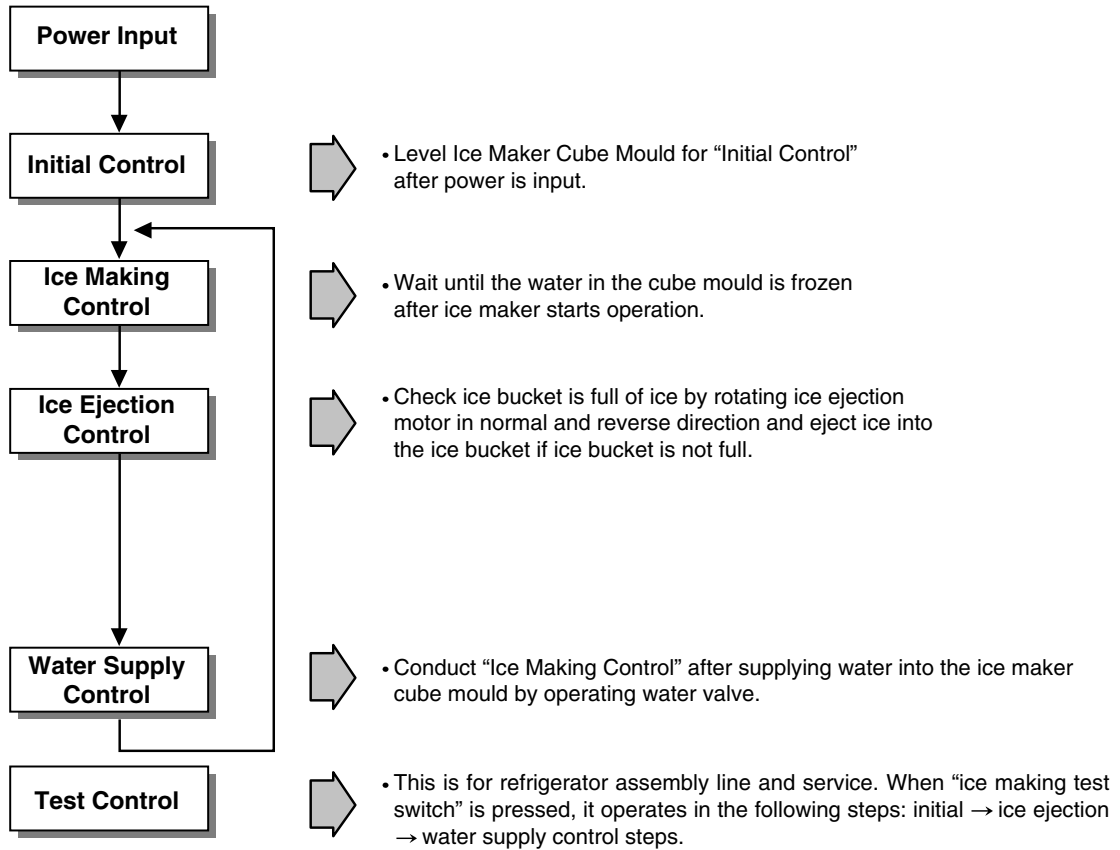 Power Input
Initial Control
• Level Ice Maker Cube Mould for “Initial Control”
after power is input.
Ice Making
Control
• Wait until the water in the cube mould is frozen
after ice maker starts operation.
Ice Ejection
Control
• Check ice bucket is full of ice by rotating ice ejection
motor in normal and reverse direction and eject ice into
the ice bucket if ice bucket is not full.
Water Supply
Control
• Conduct “Ice Making Control” after supplying water into the ice maker
cube mould by operating water valve.
Test Control
• This is for refrigerator assembly line and service. When “ice making test
switch” is pressed, it operates in the following steps: initial → ice ejection
→ water supply control steps.